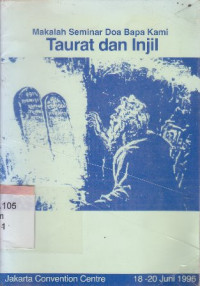 Makalah Seminar Doa Bapa Kami
Taurat dan Injil
.105
m
Jakarta Convention Centre 18 -20 Juni 1996